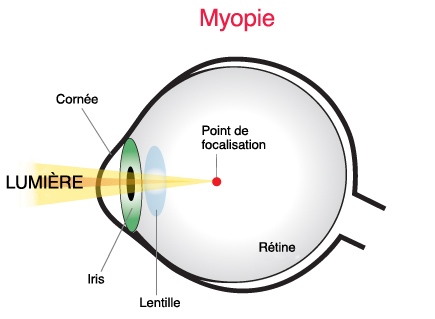 Myopie
Cornée
Point de
focalisation
LUMIÈRE
Rétine
Iris
Lentille